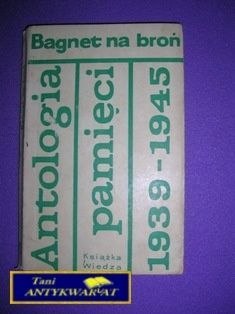 Bagnet na broń
Antologia
pamięci
1939-1945
Książka
i Wiedza
Tani
ANTYKWARIAT